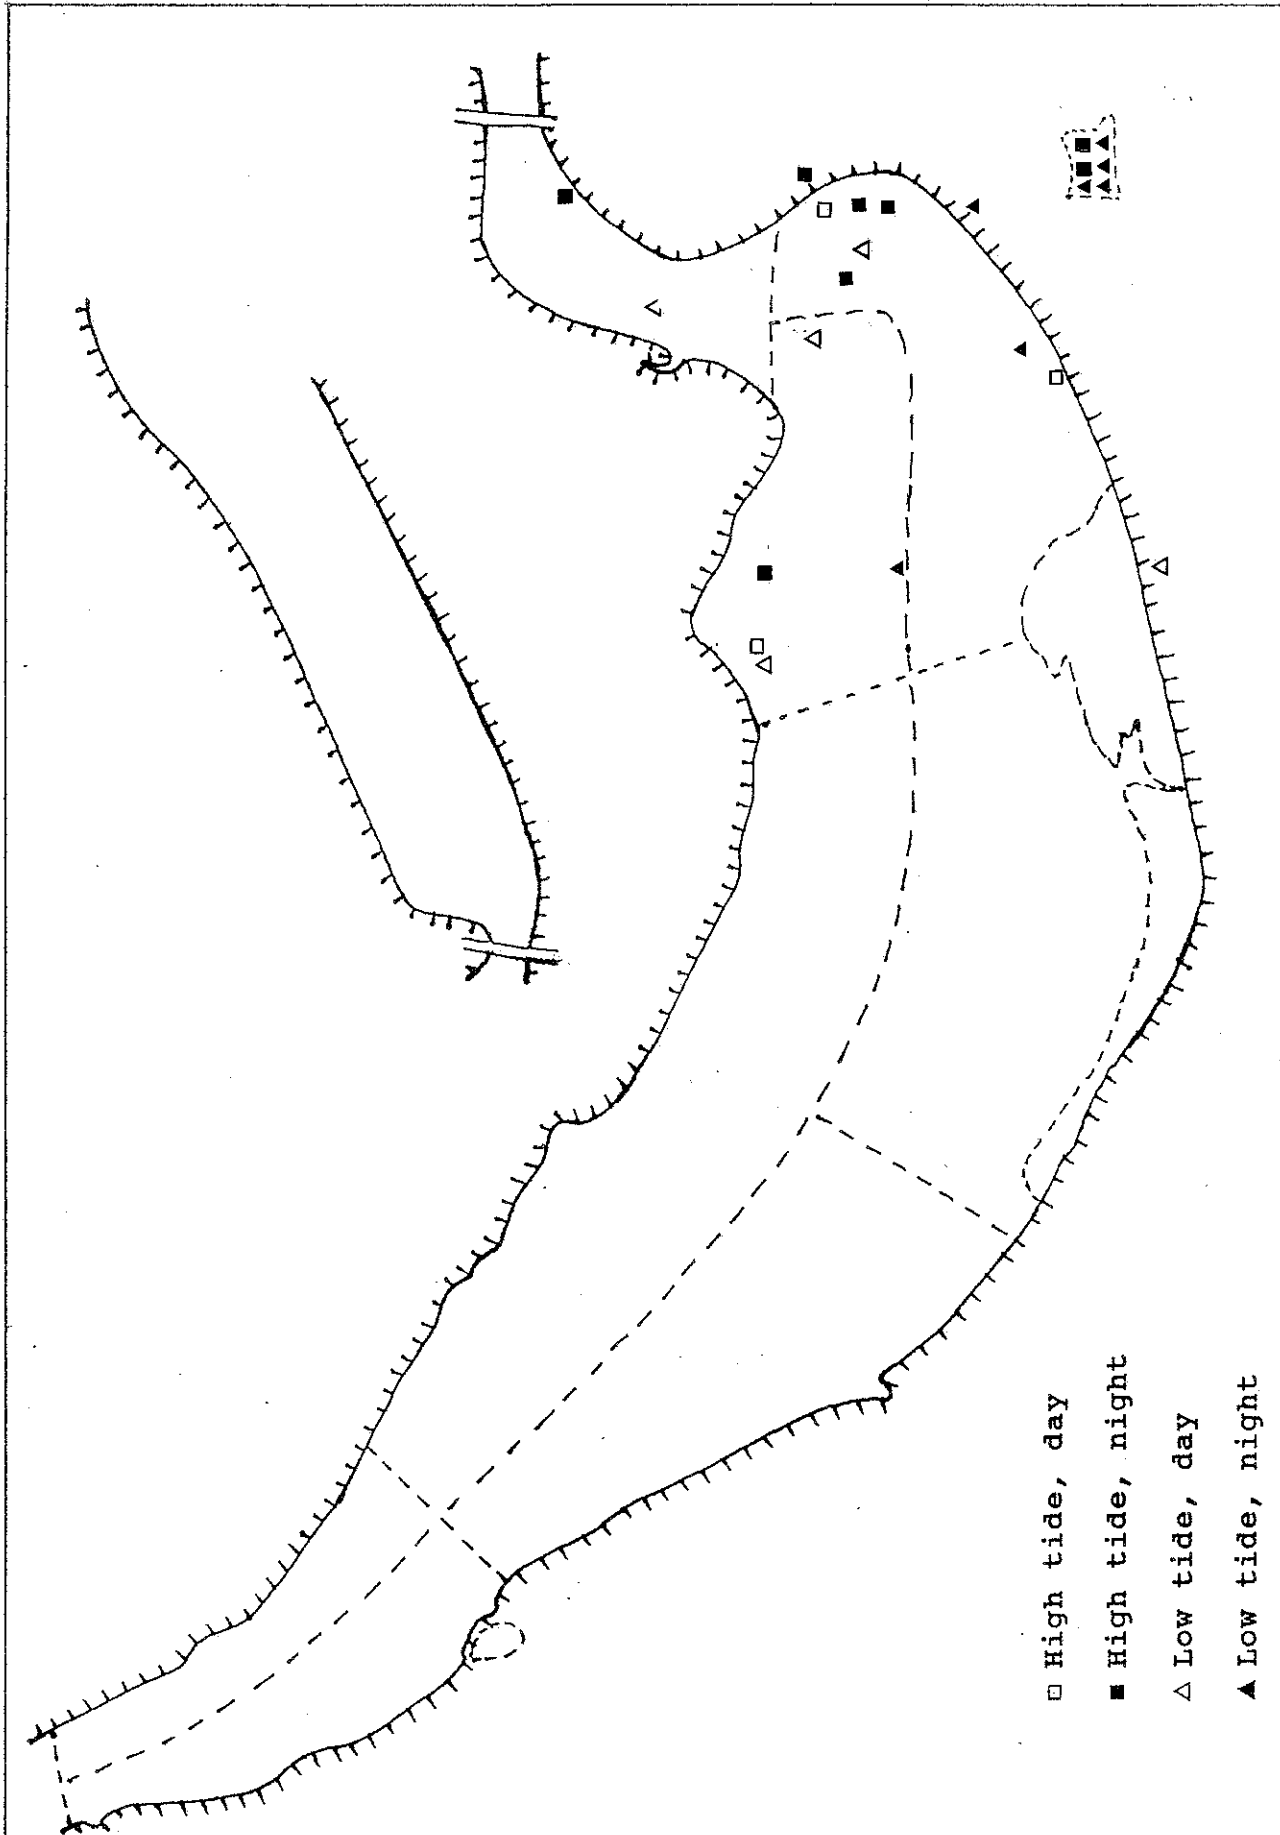 □ High tide, day
■ High tide, night
△ Low tide, day
▲ Low tide, night